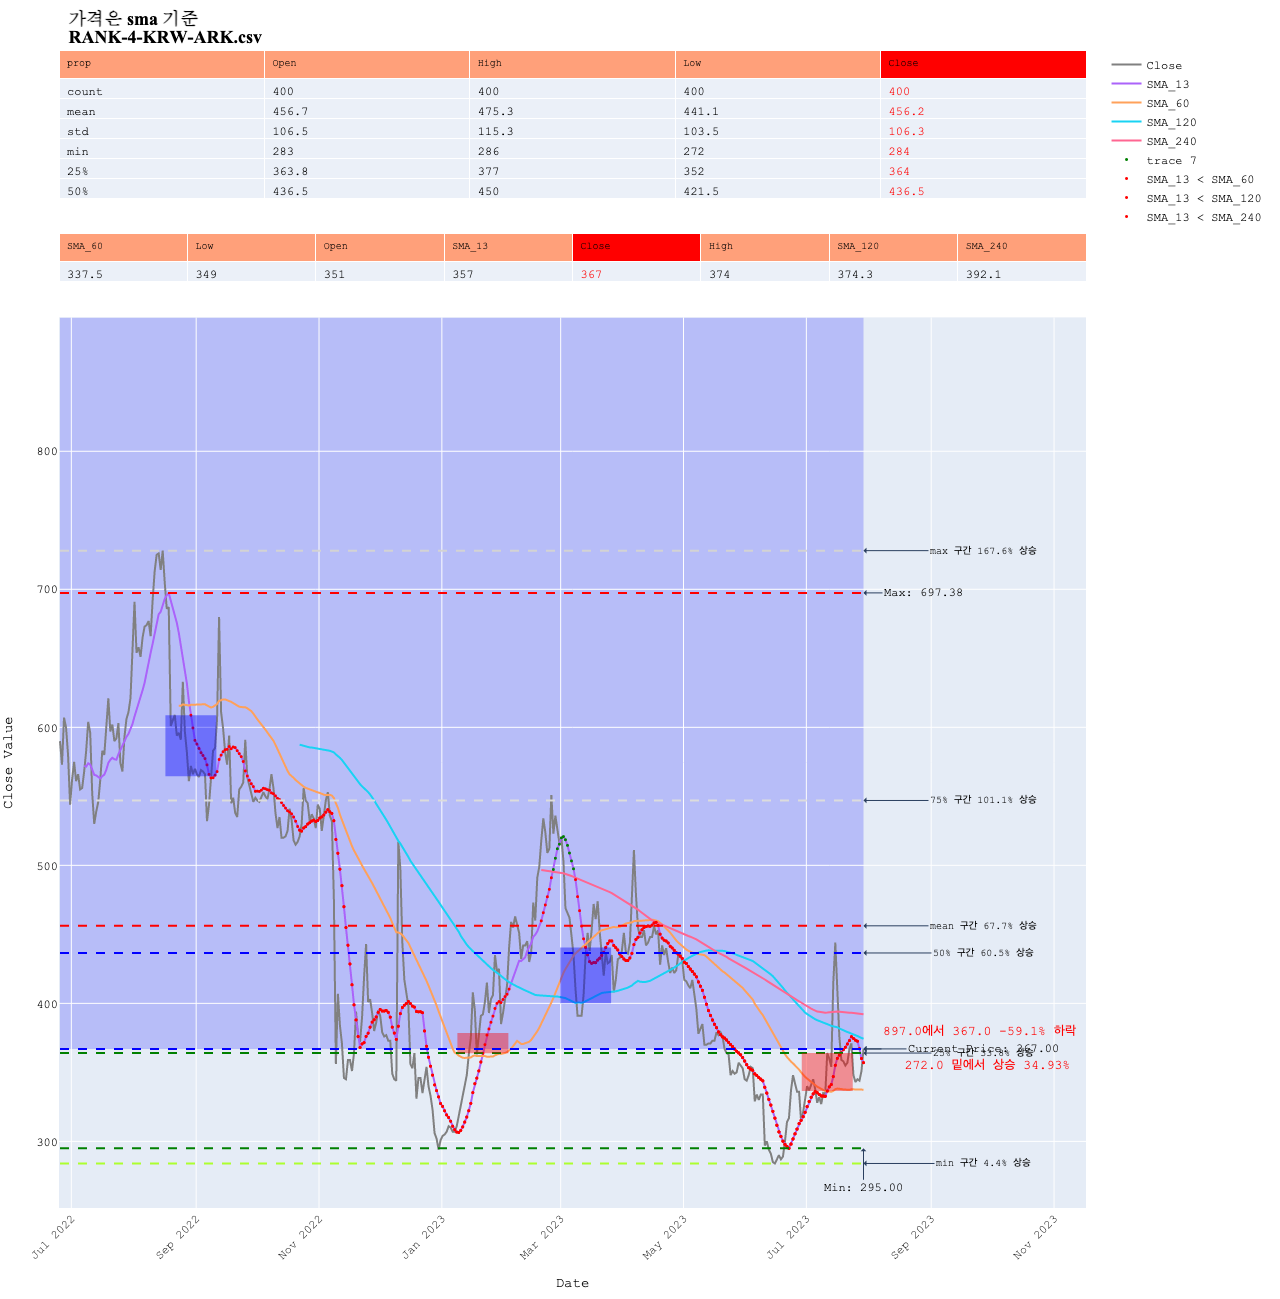 가격은 sma 기준
RANK-4-KRW-ARK.csv
prop Open High Low Close
count 400 400 400 400
mean 456.7 475.3 441.1 456.2
std 106.5 115.3 103.5 106.3
min 283 286 272 284
25% 363.8 377 352 364
50% 436.5 450 421.5 436.5
SMA_60 Low Open SMA_13 Close High SMA_120 SMA_240
337.5 349 351 357 367 374 374.3 392.1
Close
SMA_13
SMA_60
SMA_120
SMA_240
trace 7
SMA_13 < SMA_60
SMA_13 < SMA_120
SMA_13 < SMA_240
Close Value
800
700
600
500
400
300
max 구간 167.6% 상승
Max: 697.38
75% 구간 101.1% 상승
mean 구간 67.7% 상승
50% 구간 60.5% 상승
897.0에서 367.0 -59.1% 하락
Current Price: 367.00
25% 구간 33.8% 상승
272.0 밑에서 상승 34.93%
min 구간 4.4% 상승
Min: 295.00
Jul 2022
Sep 2022
Nov 2022
Jan 2023
Mar 2023
May 2023
Jul 2023
Sep 2023
Nov 2023
Date